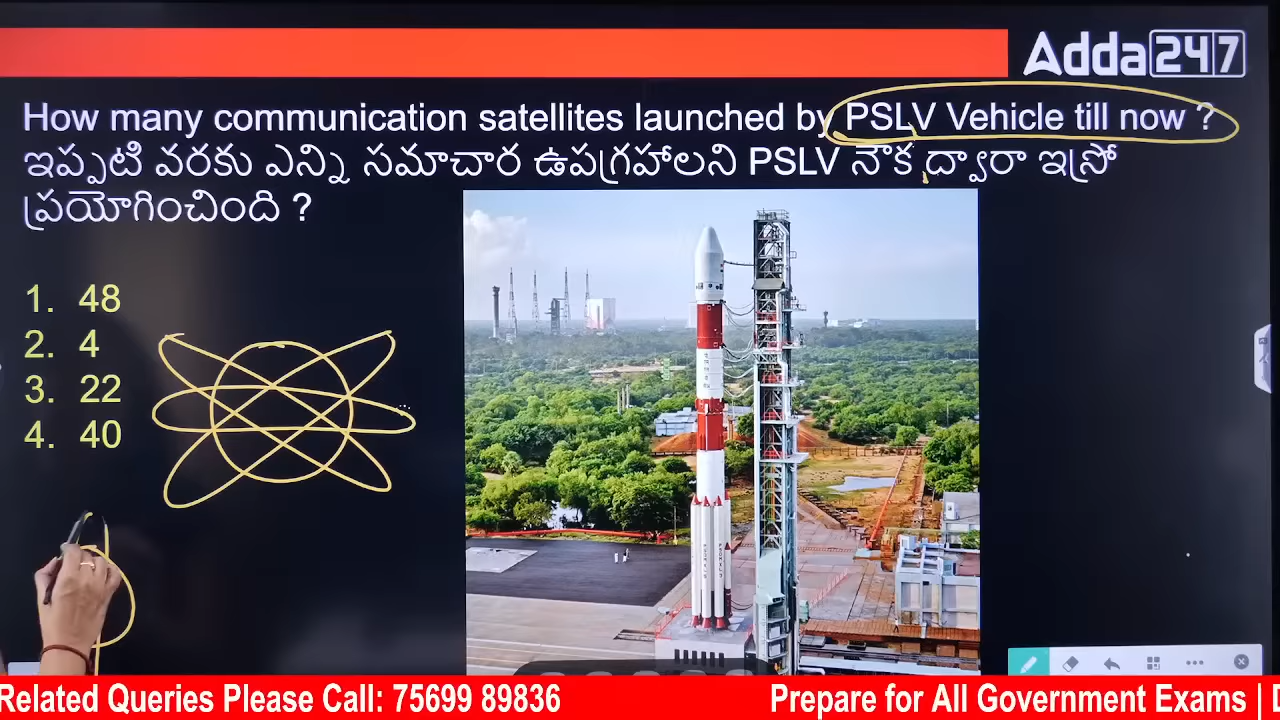 Adda247
How many communication satellites launched by PSLV Vehicle till now ?
ఇప్పటి వరకు ఎన్ని సమాచార ఉపగ్రహాలని PSLV నౌక ద్వారా ఇస్రో
ప్రయోగించింది ?
1. 48
2. 4
3. 22
4. 40
Related Queries Please Call: 75699 89836
Prepare for All Government Exams |